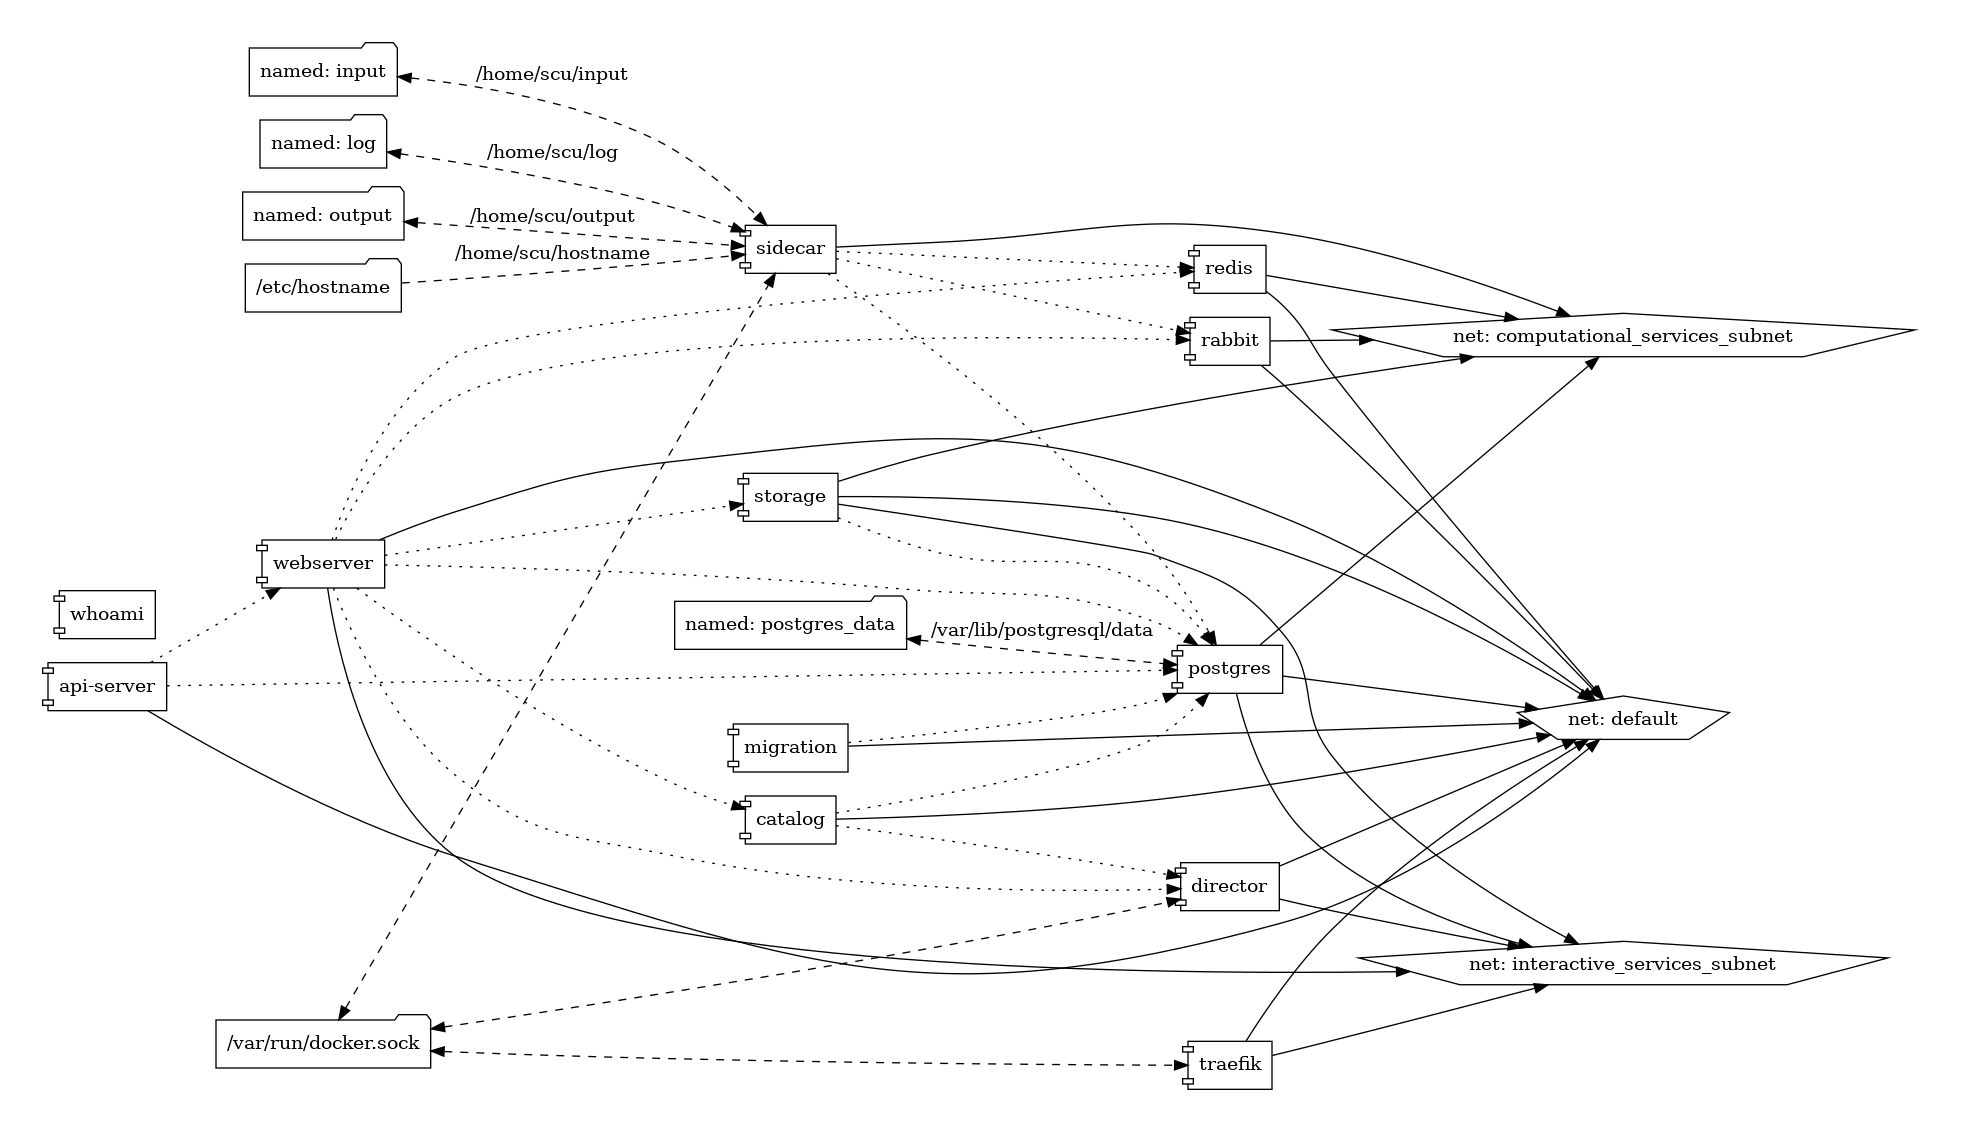 named: input
/home/scu/input
named: log
/home/scu/log
named: output
/home/scu/output
/home/scu/hostname
/etc/hostname
sidecar
redis
rabbit
net: computational_services_subnet
storage
webserver
whoami
named: postgres_data
/var/lib/postgresql/data
postgres
api-server
net: default
migration
catalog
director
net: interactive_services_subnet
/var/run/docker.sock
traefik